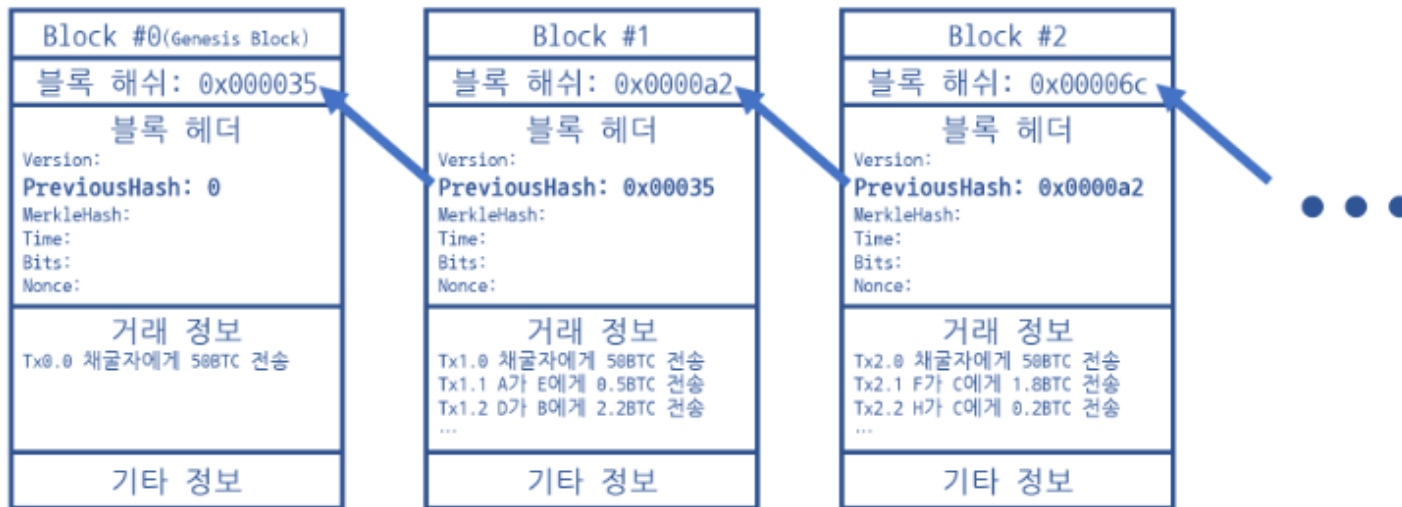 Block #0(Genesis Block)
블록 해쉬: 0x000035
블록 헤더
Version:
PreviousHash: 0
MerkleHash:
Time:
Bits:
Nonce:
거래 정보
Tx0.0 채굴자에게 50BTC 전송
기타 정보
Block #1
블록 해쉬: 0x0000a2
블록 헤더
Version:
PreviousHash: 0x00035
MerkleHash:
Time:
Bits:
Nonce:
거래 정보
Tx1.0 채굴자에게 50BTC 전송
Tx1.1 A가 E에게 0.5BTC 전송
Tx1.2 D가 B에게 2.2BTC 전송
...
기타 정보
Block #2
블록 해쉬: 0x00006c
블록 헤더
Version:
PreviousHash: 0x0000a2
MerkleHash:
Time:
Bits:
Nonce:
거래 정보
Tx2.0 채굴자에게 50BTC 전송
Tx2.1 F가 C에게 1.8BTC 전송
Tx2.2 H가 C에게 0.2BTC 전송
...
기타 정보